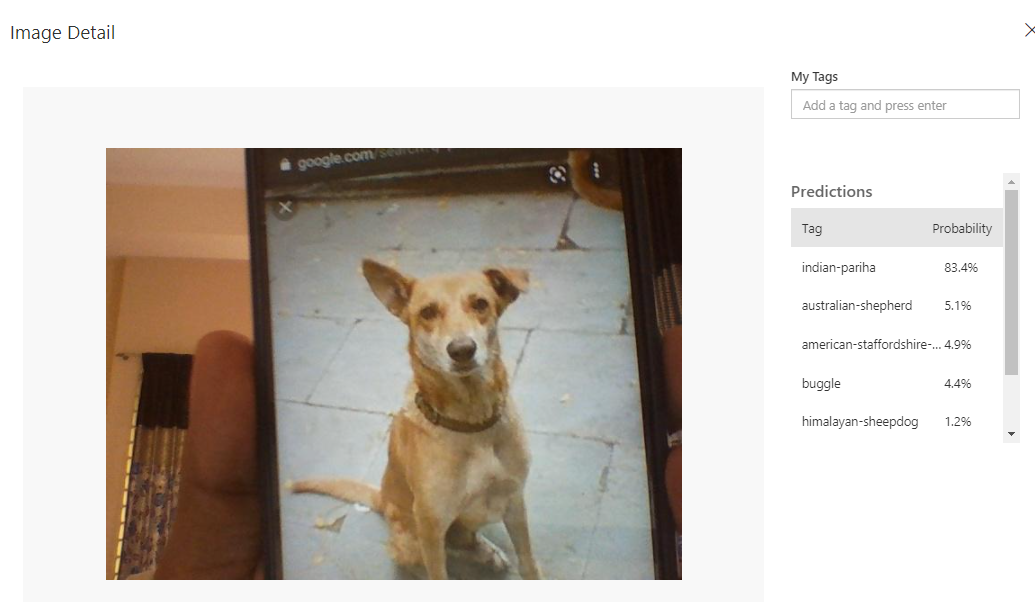 Image Detail
My Tags
Add a tag and press enter
google.com/search
Predictions
Tag Probability
indian-pariha 83.4%
australian-shepherd 5.1%
american-staffordshire-... 4.9%
buggle 4.4%
himalayan-sheepdog 1.2%